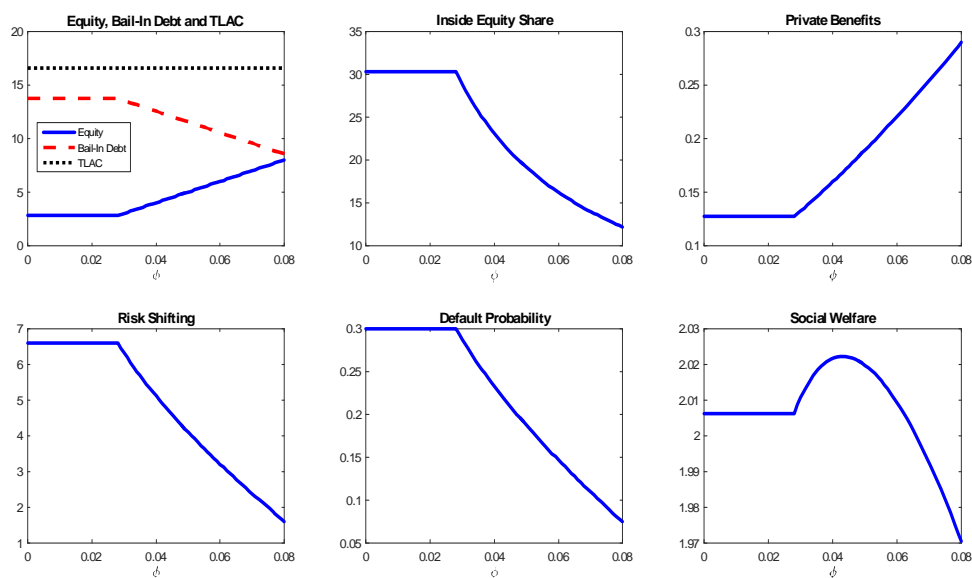 Equity, Bail-In Debt and TLAC
20
15
10
5
0
Equity
Bail-In Debt
TLAC
0 0.02 0.04 0.06 0.08
ϕ
Inside Equity Share
35
30
25
20
15
10
0 0.02 0.04 0.06 0.08
ϕ
Private Benefits
0.3
0.25
0.2
0.15
0.1
0 0.02 0.04 0.06 0.08
ϕ
Risk Shifting
7
6
5
4
3
2
1
0 0.02 0.04 0.06 0.08
ϕ
Default Probability
0.3
0.25
0.2
0.15
0.1
0.05
0 0.02 0.04 0.06 0.08
ϕ
Social Welfare
2.03
2.02
2.01
2
1.99
1.98
1.97
0 0.02 0.04 0.06 0.08
ϕ